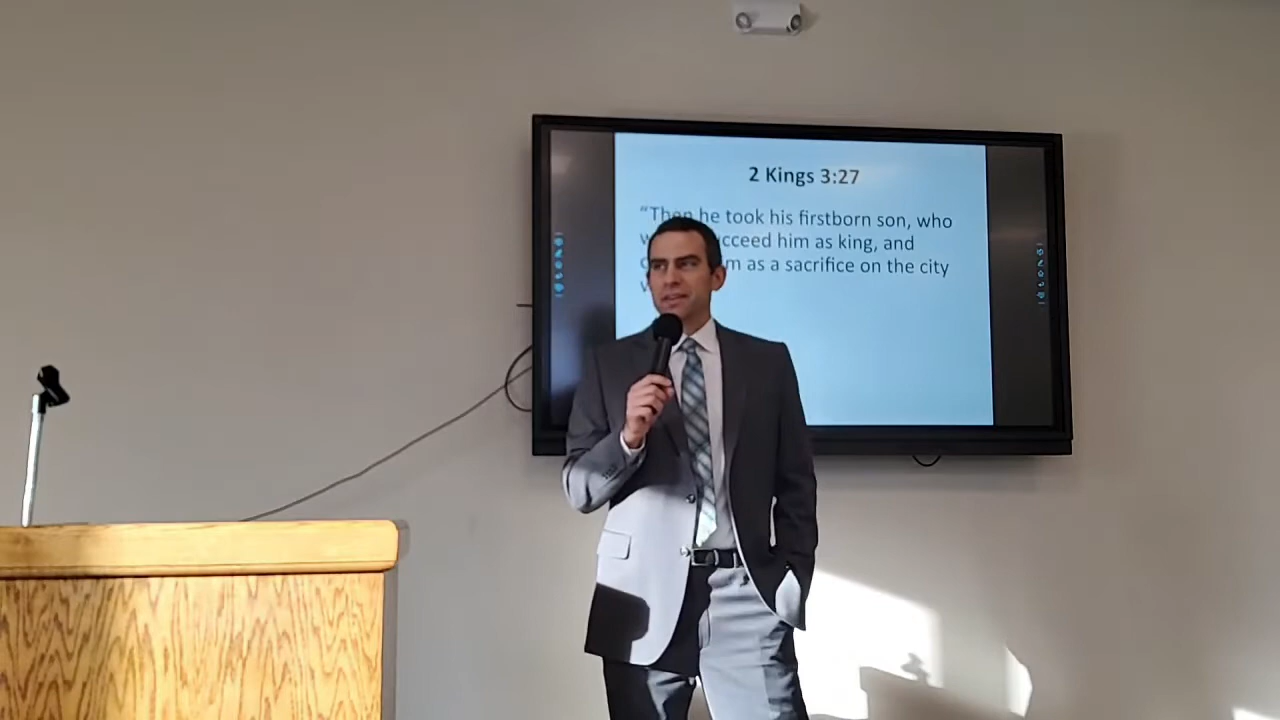 2 Kings 3:27
“Then he took his firstborn son, who
him as king, and
as a sacrifice on the city